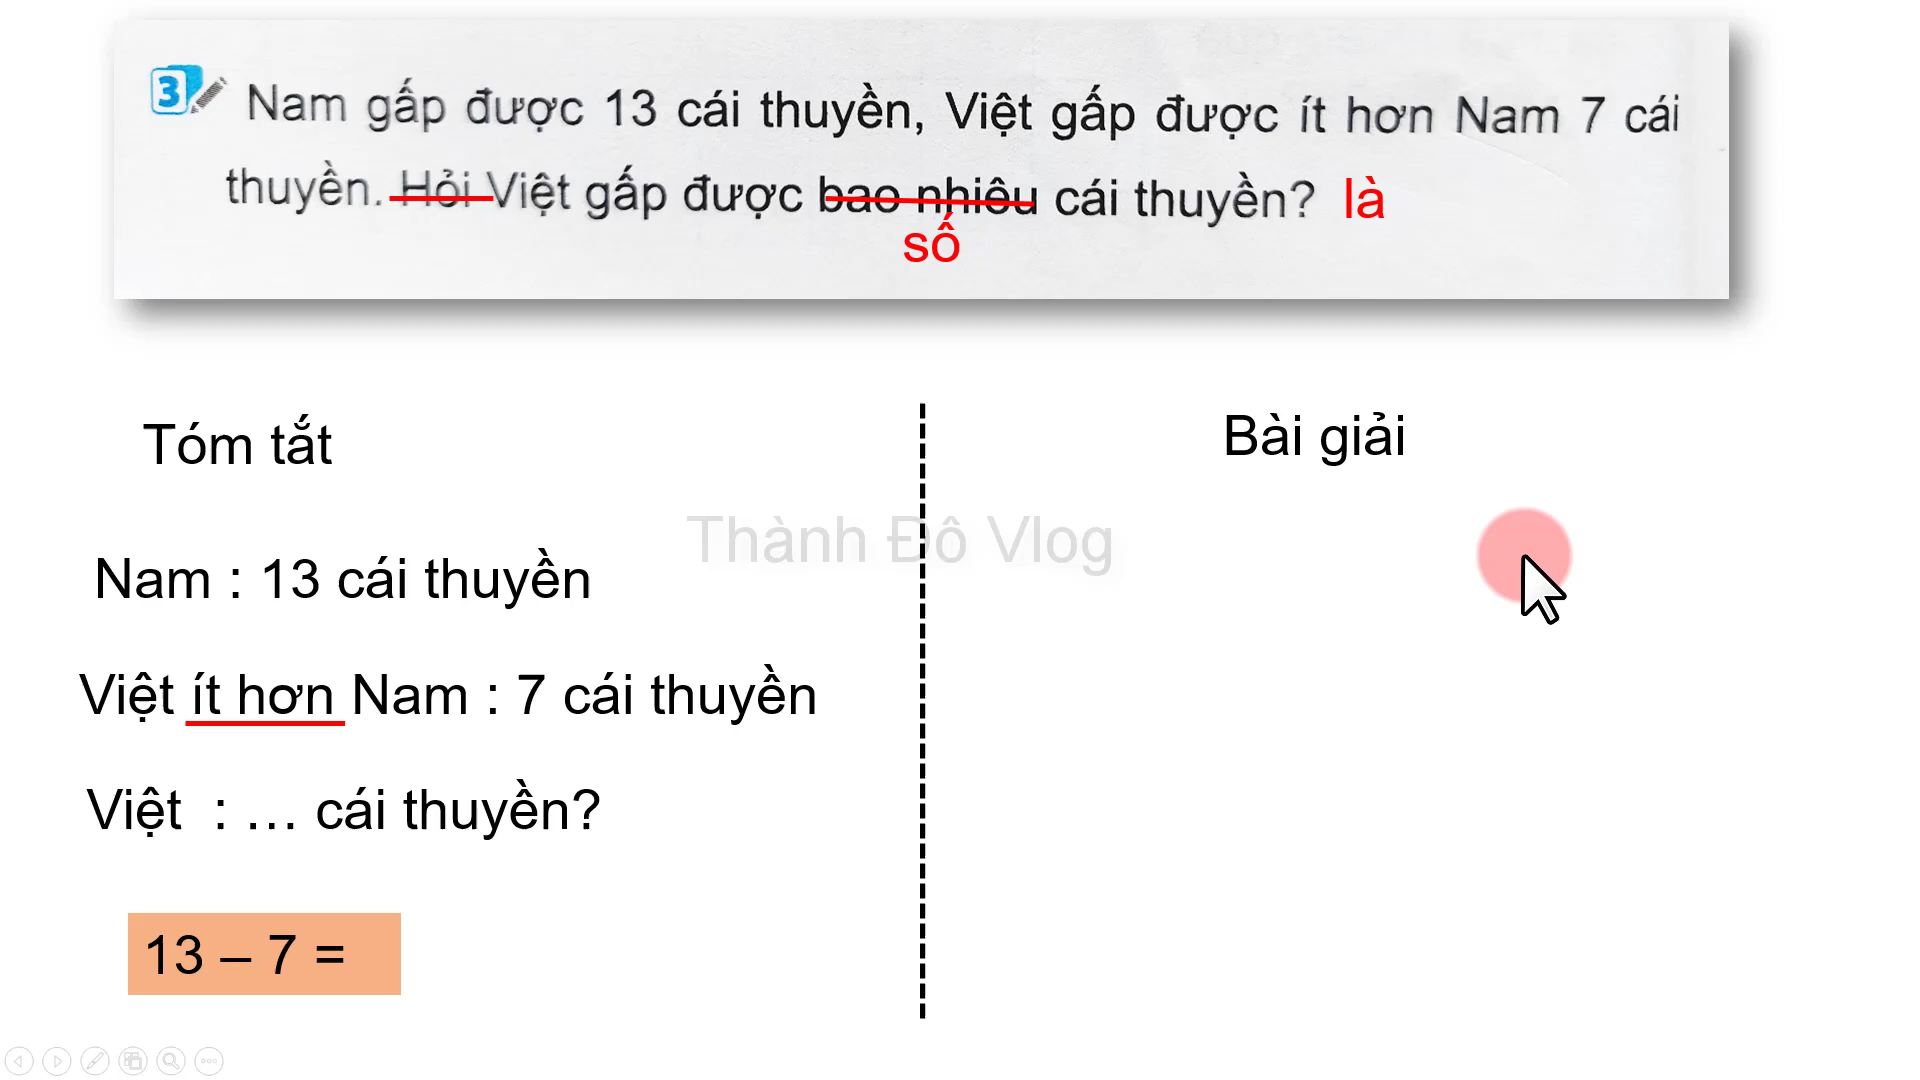 3 Nam gấp được 13 cái thuyền, Việt gấp được ít hơn Nam 7 cái
thuyền. Hỏi Việt gấp được bao nhiêu cái thuyền? là
số
Tóm tắt
Nam : 13 cái thuyền
Việt ít hơn Nam : 7 cái thuyền
Việt : ... cái thuyền?
13 – 7 =
Bài giải
Thành Đô Vlog